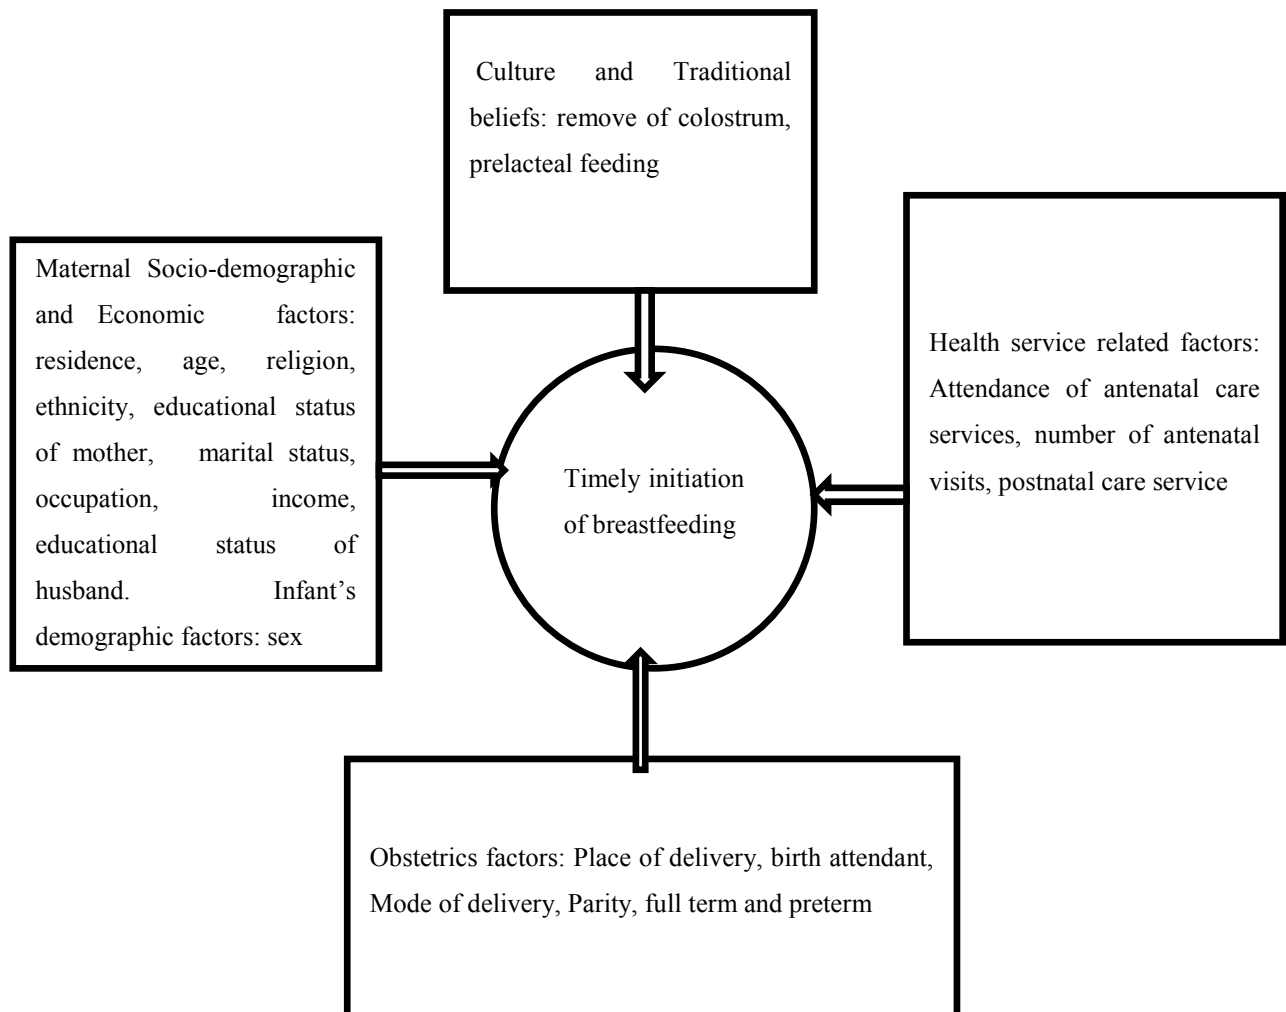 Culture and Traditional
beliefs: remove of colostrum,
prelacteal feeding
Maternal Socio-demographic
and Economic factors:
residence, age, religion,
ethnicity, educational status
of mother, marital status,
occupation, income,
educational status of
husband. Infant’s
demographic factors: sex
Timely initiation
of breastfeeding
Health service related factors:
Attendance of antenatal care
services, number of antenatal
visits, postnatal care service
Obstetrics factors: Place of delivery, birth attendant,
Mode of delivery, Parity, full term and preterm